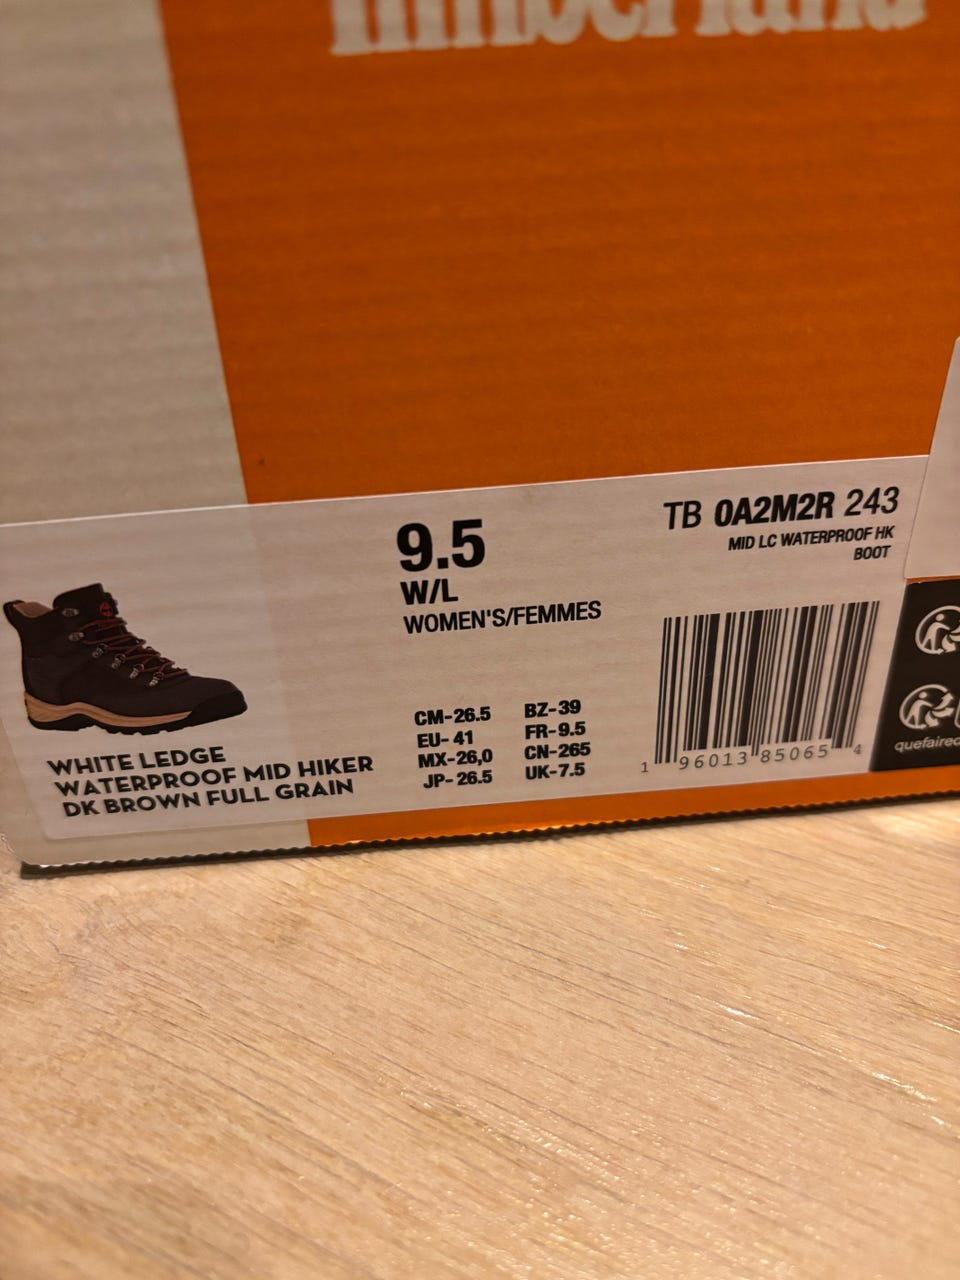 Timberland
9.5
W/L
WOMEN'S/FEMMES
TB 0A2M2R 243
MID LC WATERPROOF HK
BOOT
WHITE LEDGE
WATERPROOF MID HIKER
DK BROWN FULL GRAIN
CM-26.5 BZ-39
EU- 41 FR-9.5
MX-26,0 CN-265
JP- 26.5 UK-7.5
1 96013 85065 4